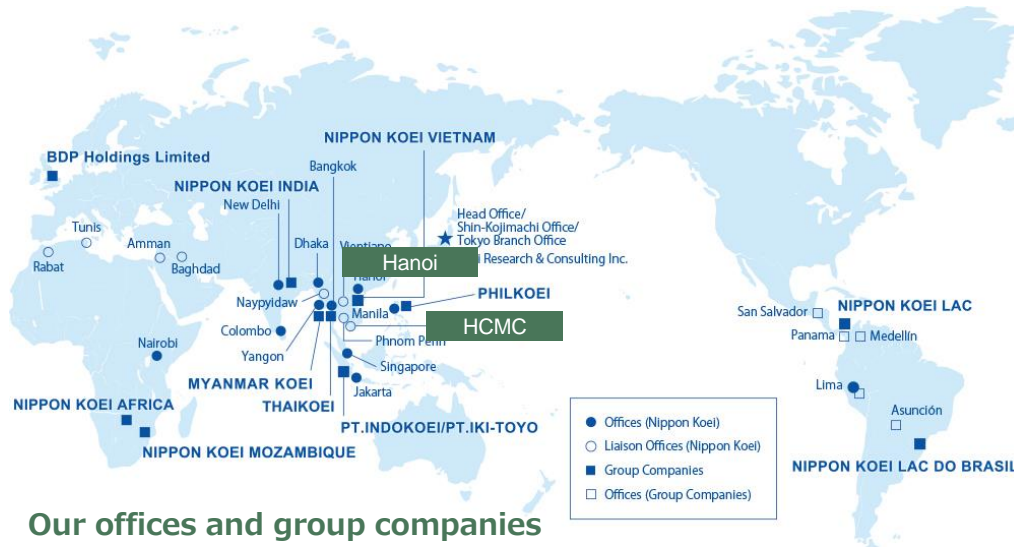 NIPPON KOEI VIETNAM
BDP Holdings Limited
Bangkok
NIPPON KOEI INDIA
New Delhi
Head Office/
Shin-Kojimachi Office/
Tokyo Branch Office
Research & Consulting Inc.
Tunis
Amman
Dhaka
Rabat
Baghdad
Hanoi
Naypyidaw
PHILKOEI
Manila
HCMC
Colombo
Phnom Penh
Yangon
Singapore
Nairobi
MYANMAR KOEI
Jakarta
THAIKOEI
NIPPON KOEI AFRICA
PT.INDOKOEI/PT.IKI-TOYO
NIPPON KOEI MOZAMBIQUE
San Salvador
NIPPON KOEI LAC
Panama
Medellín
Lima
Asunción
NIPPON KOEI LAC DO BRASIL
Offices (Nippon Koei)
Liaison Offices (Nippon Koei)
Group Companies
Offices (Group Companies)
Our offices and group companies